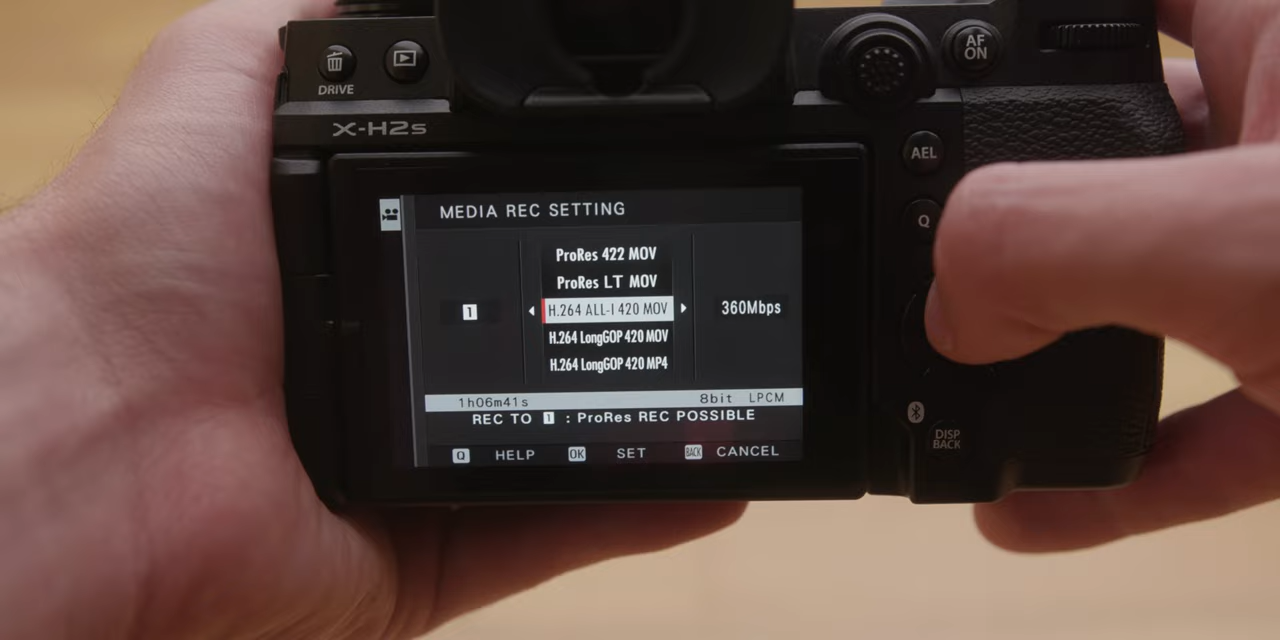 DRIVE
AF
ON
X-H2S
AEL
Q
MEDIA REC SETTING
ProRes 422 MOV
ProRes LT MOV
1 H.264 ALL-I 420 MOV 360Mbps
H.264 LongGOP 420 MOV
H.264 LongGOP 420 MP4
1h06m41s 8bit LPCM
REC TO 1 : ProRes REC POSSIBLE
Q HELP OK SET BACK CANCEL
DISP
BACK